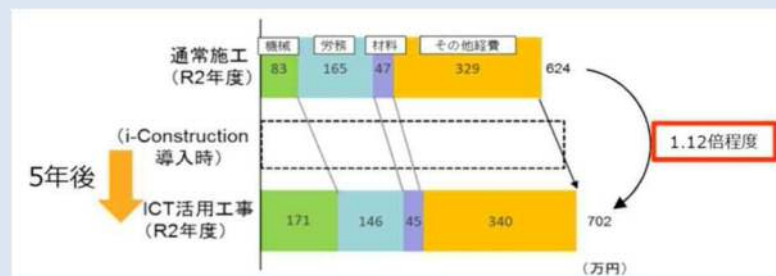 機械 労務 材料 その他経費
通常施工
(R2年度)
83 165 47 329 624
(i-Construction
導入時)
1.12倍程度
5年後
ICT活用工事
(R2年度)
171 146 45 340 702
(万円)